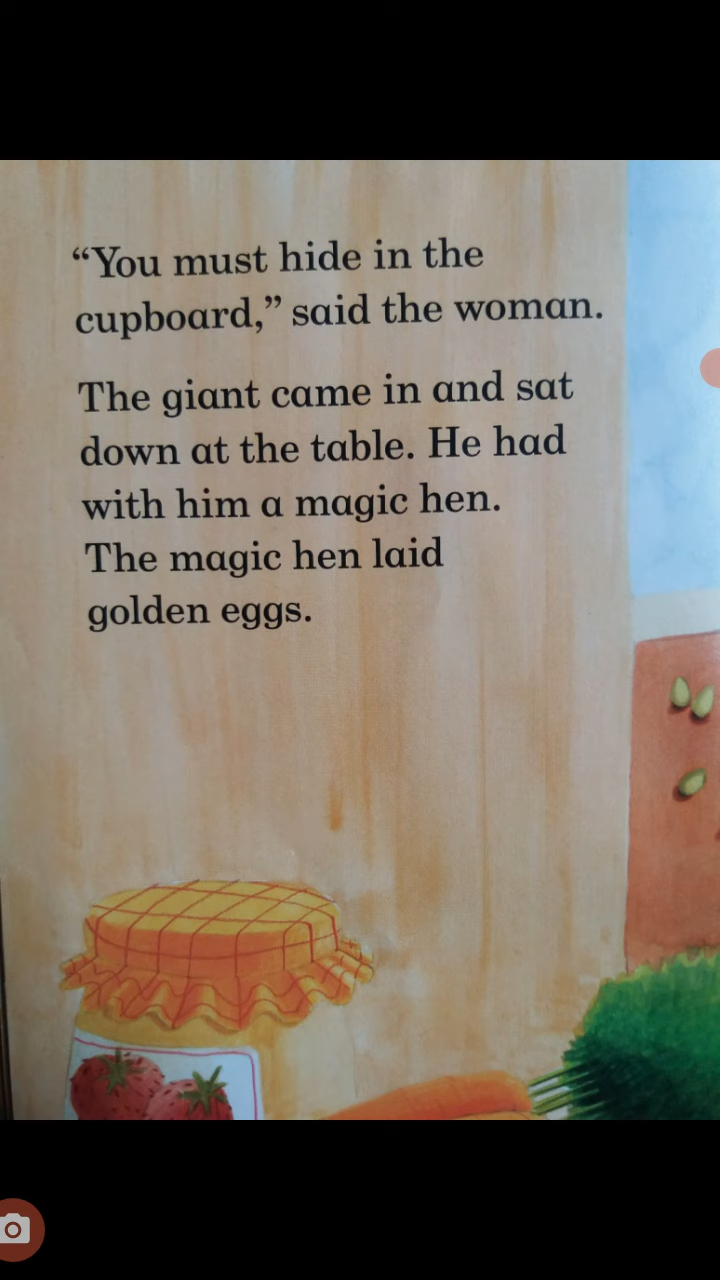 “You must hide in the
cupboard,” said the woman.
The giant came in and sat
down at the table. He had
with him a magic hen.
The magic hen laid
golden eggs.